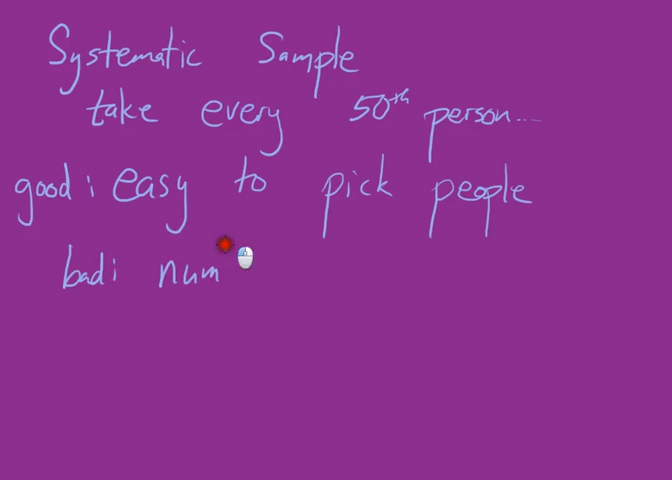 Systematic Sample
take every 50th person...
good: easy to pick people
bad: num